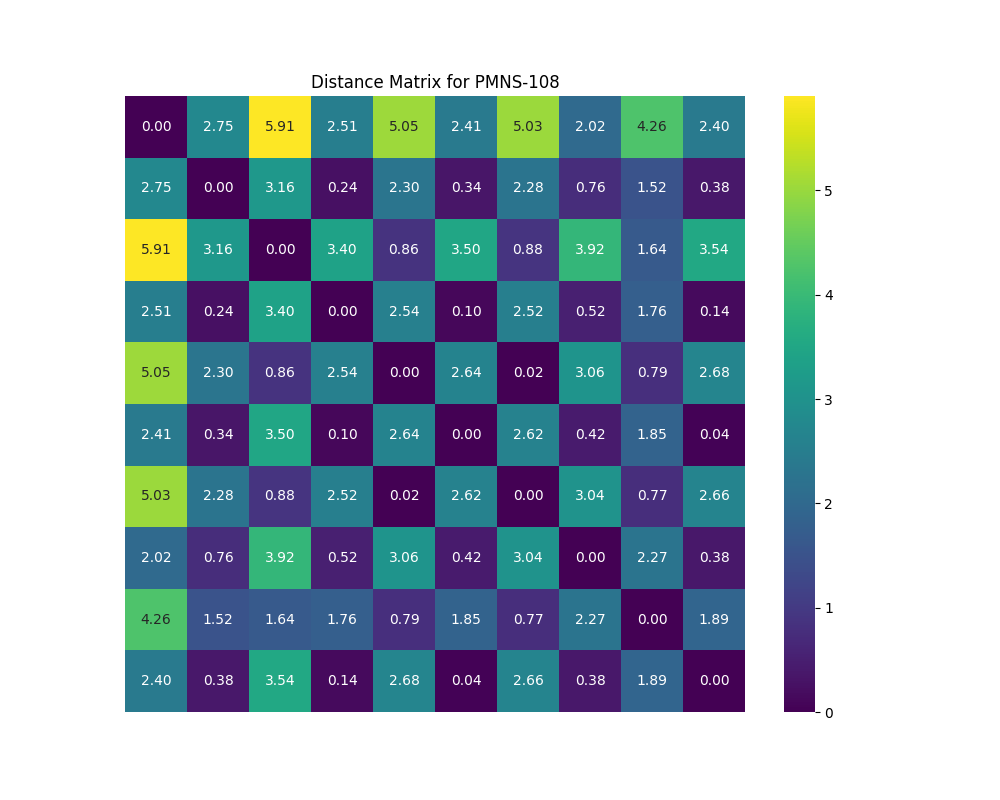 Distance Matrix for PMNS-108
0.00 2.75 5.91 2.51 5.05 2.41 5.03 2.02 4.26 2.40
2.75 0.00 3.16 0.24 2.30 0.34 2.28 0.76 1.52 0.38
5.91 3.16 0.00 3.40 0.86 3.50 0.88 3.92 1.64 3.54
2.51 0.24 3.40 0.00 2.54 0.10 2.52 0.52 1.76 0.14
5.05 2.30 0.86 2.54 0.00 2.64 0.02 3.06 0.79 2.68
2.41 0.34 3.50 0.10 2.64 0.00 2.62 0.42 1.85 0.04
5.03 2.28 0.88 2.52 0.02 2.62 0.00 3.04 0.77 2.66
2.02 0.76 3.92 0.52 3.06 0.42 3.04 0.00 2.27 0.38
4.26 1.52 1.64 1.76 0.79 1.85 0.77 2.27 0.00 1.89
2.40 0.38 3.54 0.14 2.68 0.04 2.66 0.38 1.89 0.00
5
4
3
2
1
0